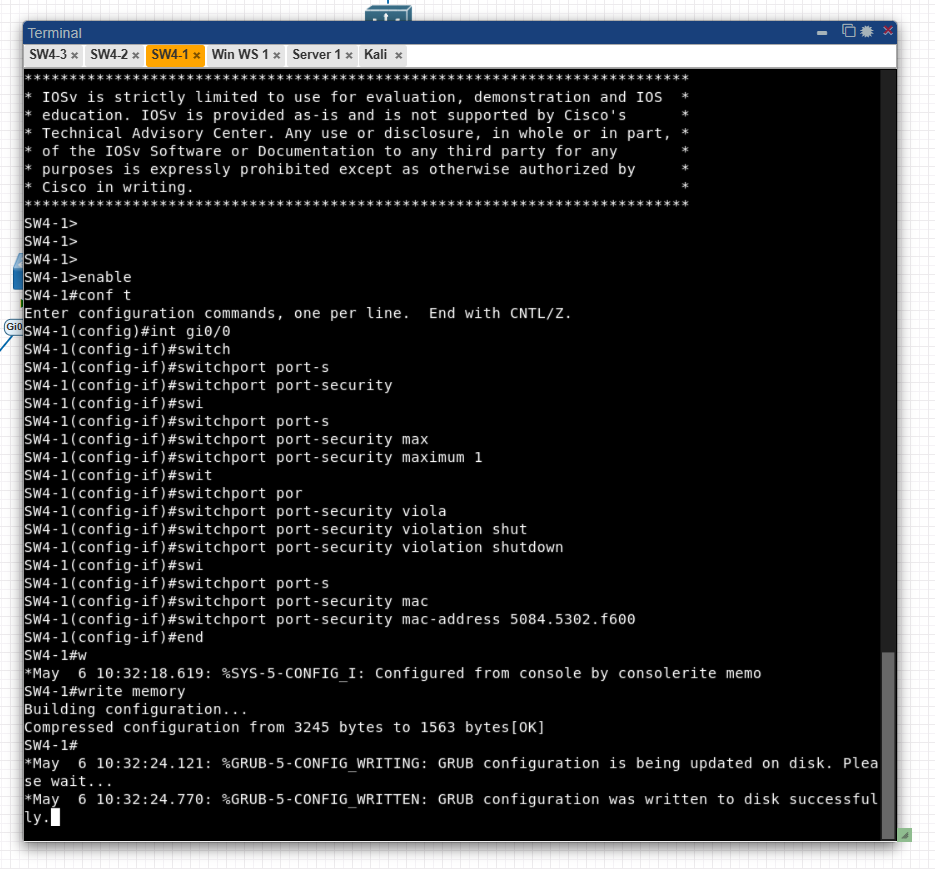 Terminal
SW4-3 × SW4-2 × SW4-1 × Win WS 1 × Server 1 × Kali ×
**************************************************************************
* IOSv is strictly limited to use for evaluation, demonstration and IOS  *
* education. IOSv is provided as-is and is not supported by Cisco's      *
* Technical Advisory Center. Any use or disclosure, in whole or in part, *
* of the IOSv Software or Documentation to any third party for any       *
* purposes is expressly prohibited except as otherwise authorized by     *
* Cisco in writing.                                                      *
**************************************************************************
SW4-1>
SW4-1>
SW4-1>
SW4-1>enable
SW4-1#conf t
Enter configuration commands, one per line.  End with CNTL/Z.
Gi0
SW4-1(config)#int gi0/0
SW4-1(config-if)#switch
SW4-1(config-if)#switchport port-s
SW4-1(config-if)#switchport port-security
SW4-1(config-if)#swi
SW4-1(config-if)#switchport port-s
SW4-1(config-if)#switchport port-security max
SW4-1(config-if)#switchport port-security maximum 1
SW4-1(config-if)#swit
SW4-1(config-if)#switchport por
SW4-1(config-if)#switchport port-security viola
SW4-1(config-if)#switchport port-security violation shut
SW4-1(config-if)#switchport port-security violation shutdown
SW4-1(config-if)#swi
SW4-1(config-if)#switchport port-s
SW4-1(config-if)#switchport port-security mac
SW4-1(config-if)#switchport port-security mac-address 5084.5302.f600
SW4-1(config-if)#end
SW4-1#w
*May  6 10:32:18.619: %SYS-5-CONFIG_I: Configured from console by consolerite memo
SW4-1#write memory
Building configuration...
Compressed configuration from 3245 bytes to 1563 bytes[OK]
SW4-1#
*May  6 10:32:24.121: %GRUB-5-CONFIG_WRITING: GRUB configuration is being updated on disk. Plea
se wait...
*May  6 10:32:24.770: %GRUB-5-CONFIG_WRITTEN: GRUB configuration was written to disk successful
ly.